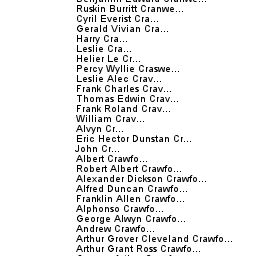 Ruskin Burritt Cranwe...
Cyril Everist Cra...
Gerald Vivian Cra...
Harry Cra...
Leslie Cra...
Helier Le Cr...
Percy Wyllie Craswe...
Leslie Alec Crav...
Frank Charles Crav...
Thomas Edwin Crav...
Frank Roland Crav...
William Crav...
Alvyn Cr...
Eric Hector Dunstan Cr...
John Cr...
Albert Crawfo...
Robert Albert Crawfo...
Alexander Dickson Crawfo...
Alfred Duncan Crawfo...
Franklin Allen Crawfo...
Alphonso Crawfo...
George Alwyn Crawfo...
Andrew Crawfo...
Arthur Grover Cleveland Crawfo...
Arthur Grant Ross Crawfo...